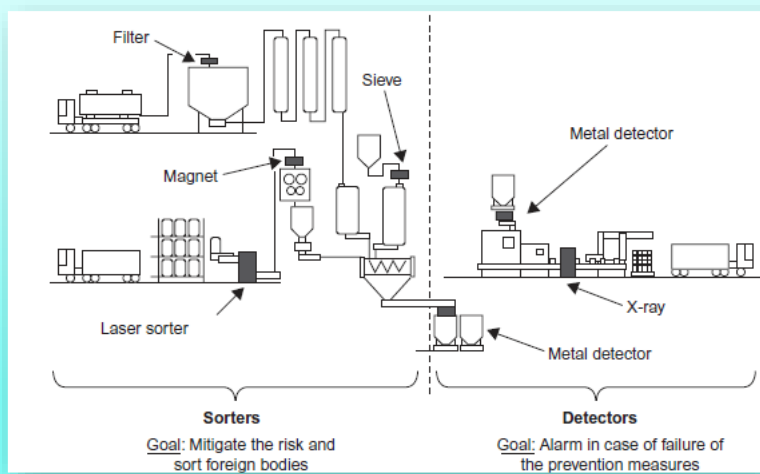 Filter
Sieve
Metal detector
Magnet
Laser sorter
X-ray
Metal detector
Sorters
Goal: Mitigate the risk and
sort foreign bodies
Detectors
Goal: Alarm in case of failure of
the prevention measures